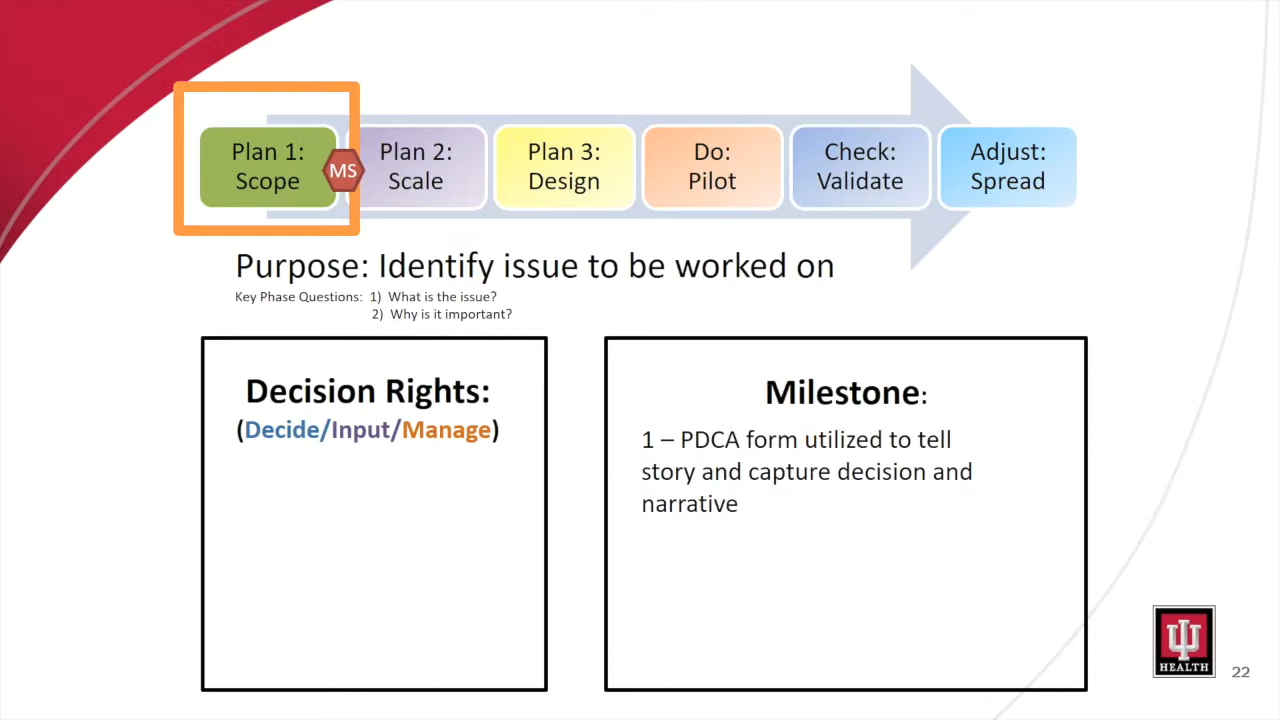 Plan 1:
Scope
MS
Plan 2:
Scale
Plan 3:
Design
Do:
Pilot
Check:
Validate
Adjust:
Spread
Purpose: Identify issue to be worked on
Key Phase Questions: 1) What is the issue?
2) Why is it important?
Decision Rights:
(Decide/Input/Manage)
Milestone:
1 – PDCA form utilized to tell
story and capture decision and
narrative
HEALTH
22